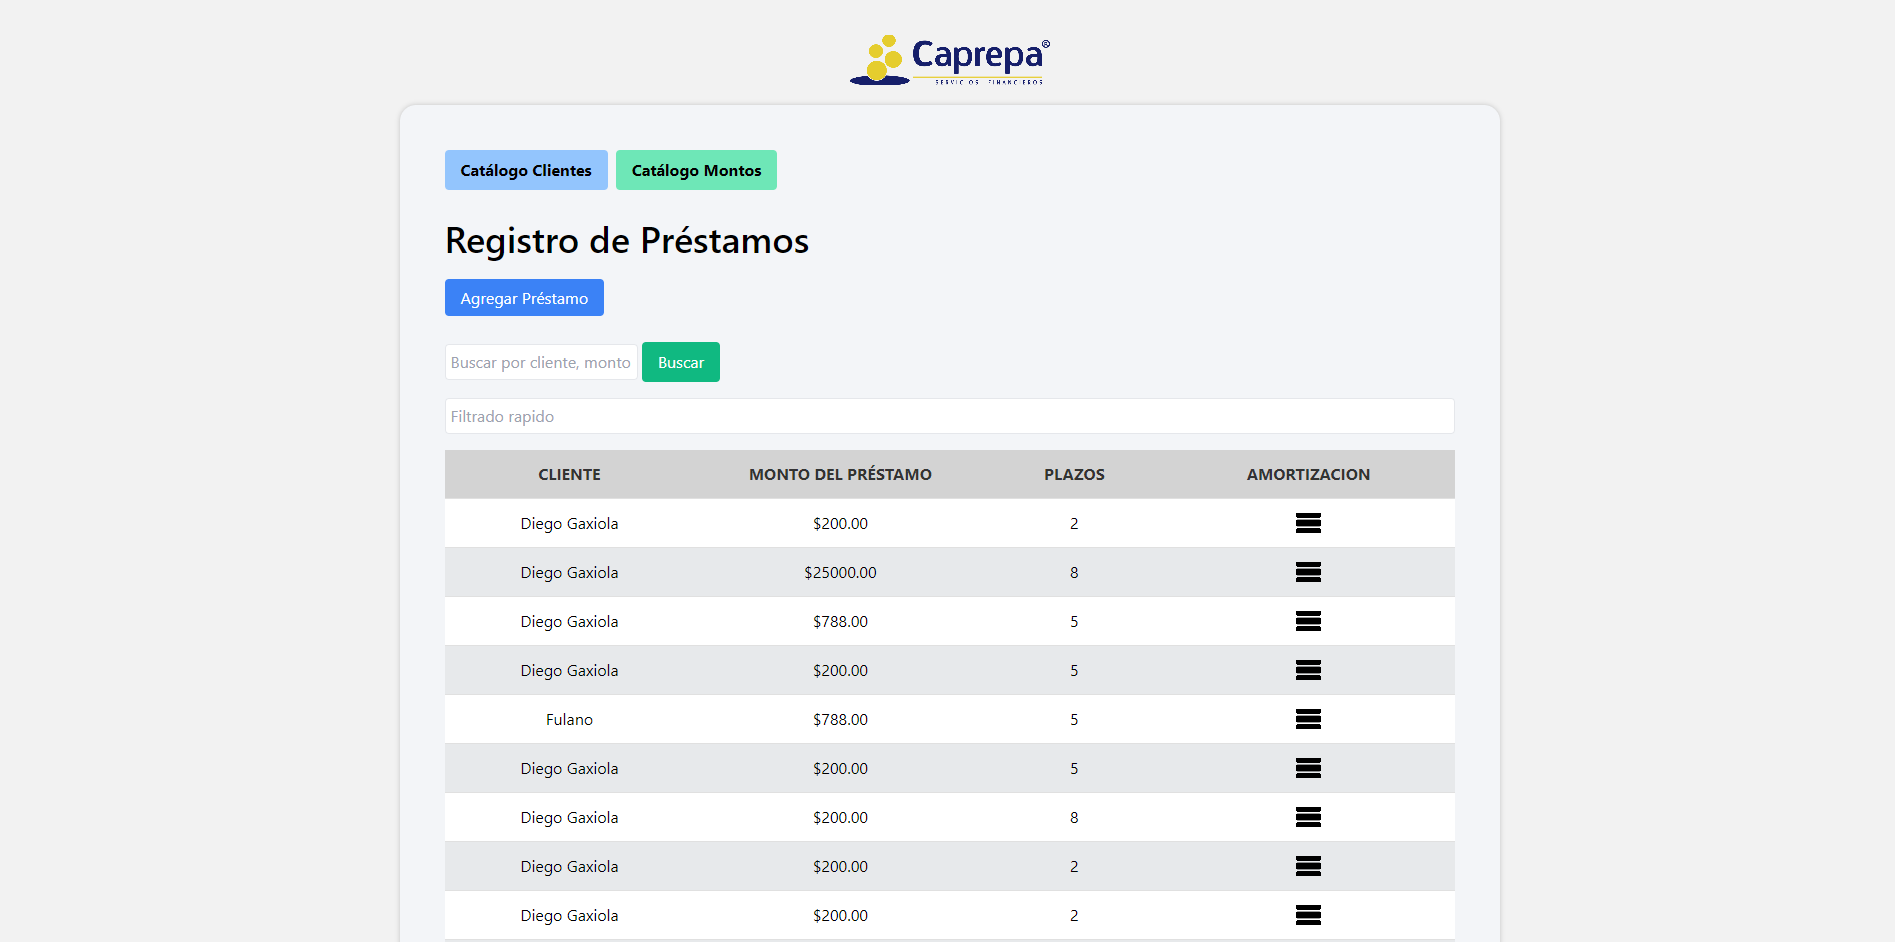 Caprepa®
SERVICIOS FINANCIEROS
Catálogo Clientes Catálogo Montos
Registro de Préstamos
Agregar Préstamo
Buscar por cliente, monto Buscar
Filtrado rapido
CLIENTE MONTO DEL PRÉSTAMO PLAZOS AMORTIZACION
Diego Gaxiola $200.00 2
Diego Gaxiola $25000.00 8
Diego Gaxiola $788.00 5
Diego Gaxiola $200.00 5
Fulano $788.00 5
Diego Gaxiola $200.00 5
Diego Gaxiola $200.00 8
Diego Gaxiola $200.00 2
Diego Gaxiola $200.00 2